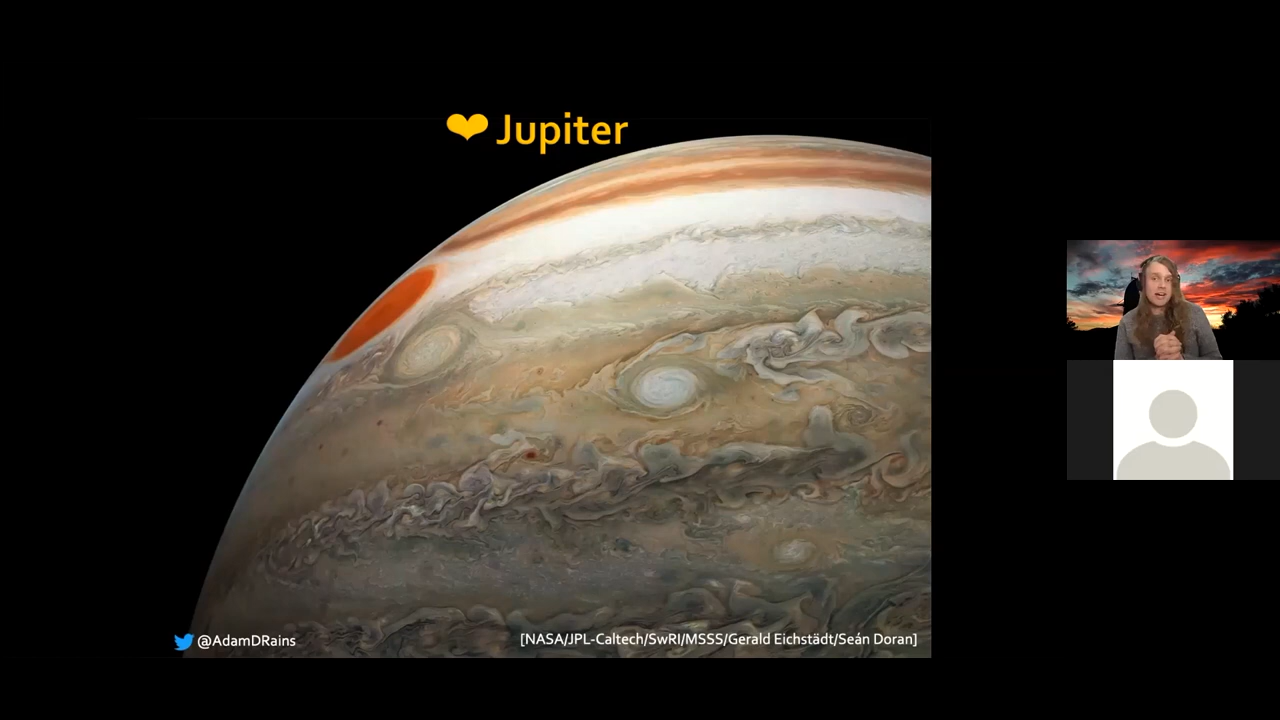 ❤ Jupiter
@AdamDRains
[NASA/JPL-Caltech/SwRI/MSSS/Gerald Eichstädt/Seán Doran]